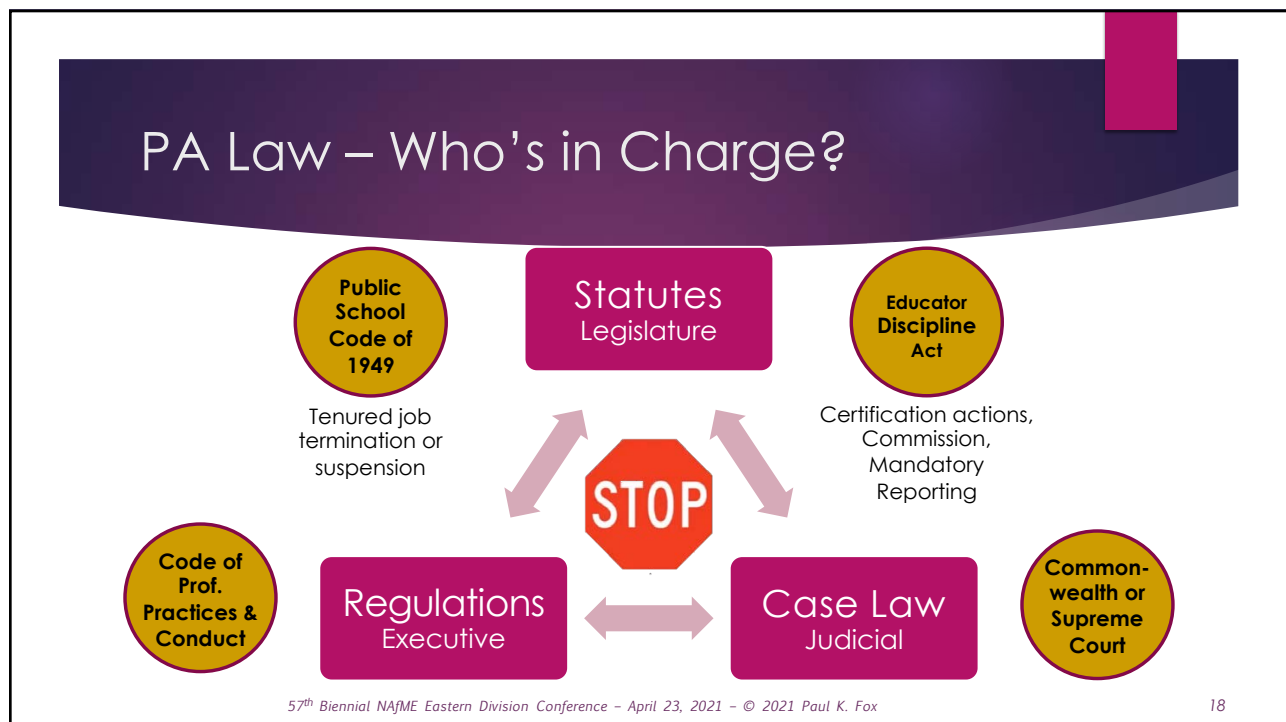 PA Law – Who's in Charge?
Public
School
Code of
1949
Statutes
Legislature
Educator
Discipline
Act
Tenured job
termination or
suspension
Certification actions,
Commission,
Mandatory
Reporting
STOP
Code of
Prof.
Practices &
Conduct
Regulations
Executive
Case Law
Judicial
Common-
wealth or
Supreme
Court
57th Biennial NAfME Eastern Division Conference – April 23, 2021 – © 2021 Paul K. Fox
18